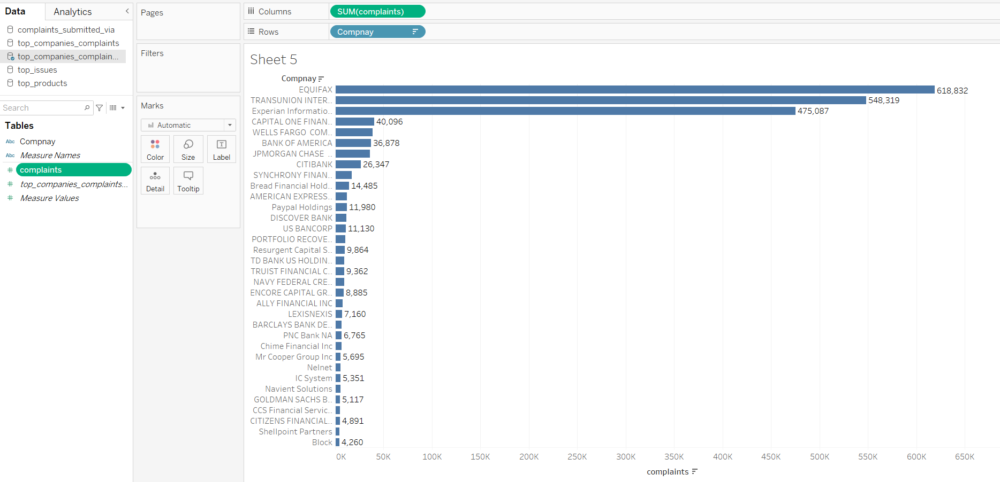 Data
Analytics
complaints_submitted_via
top_companies_complaints
top_companies_complain...
top_issues
top_products
Search
Tables
Abc Compnay
Abc Measure Names
# complaints
# top_companies_complaints...
# Measure Values
Pages
Filters
Marks
Automatic
Color
Size
T
Label
Detail
Tooltip
Columns
SUM(complaints)
Rows
Compnay
Sheet 5
Compnay
EQUIFAX 618,832
TRANSUNION INTER.. 548,319
Experian Informatio.. 475,087
CAPITAL ONE FINAN.. 40,096
WELLS FARGO COM..
BANK OF AMERICA 36,878
JPMORGAN CHASE ..
CITIBANK 26,347
SYNCHRONY FINAN..
Bread Financial Hold.. 14,485
AMERICAN EXPRESS..
Paypal Holdings 11,980
DISCOVER BANK
US BANCORP 11,130
PORTFOLIO RECOVE..
Resurgent Capital S.. 9,864
TD BANK US HOLDIN..
TRUIST FINANCIAL C.. 9,362
NAVY FEDERAL CRE..
ENCORE CAPITAL GR.. 8,885
ALLY FINANCIAL INC
LEXISNEXIS 7,160
BARCLAYS BANK DE..
PNC Bank NA 6,765
Chime Financial Inc
Mr Cooper Group Inc 5,695
Nelnet
IC System 5,351
Navient Solutions
GOLDMAN SACHS B.. 5,117
CCS Financial Servic..
CITIZENS FINANCIAL.. 4,891
Shellpoint Partners
Block 4,260
0K 50K 100K 150K 200K 250K 300K 350K 400K 450K 500K 550K 600K 650K
complaints